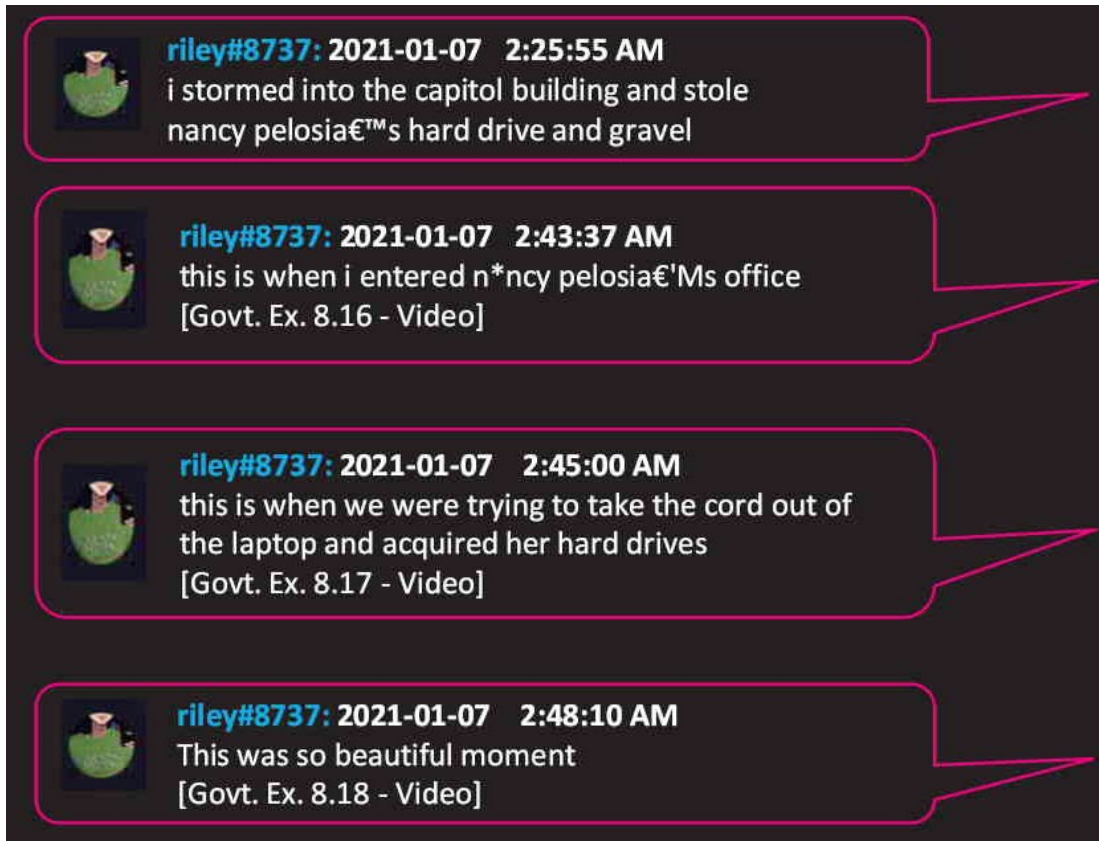 riley#8737: 2021-01-07 2:25:55 AM
i stormed into the capitol building and stole
nancy pelosia€™s hard drive and gravel
riley#8737: 2021-01-07 2:43:37 AM
this is when i entered n*ncy pelosia€'Ms office
[Govt. Ex. 8.16 - Video]
riley#8737: 2021-01-07 2:45:00 AM
this is when we were trying to take the cord out of
the laptop and acquired her hard drives
[Govt. Ex. 8.17 - Video]
riley#8737: 2021-01-07 2:48:10 AM
This was so beautiful moment
[Govt. Ex. 8.18 - Video]